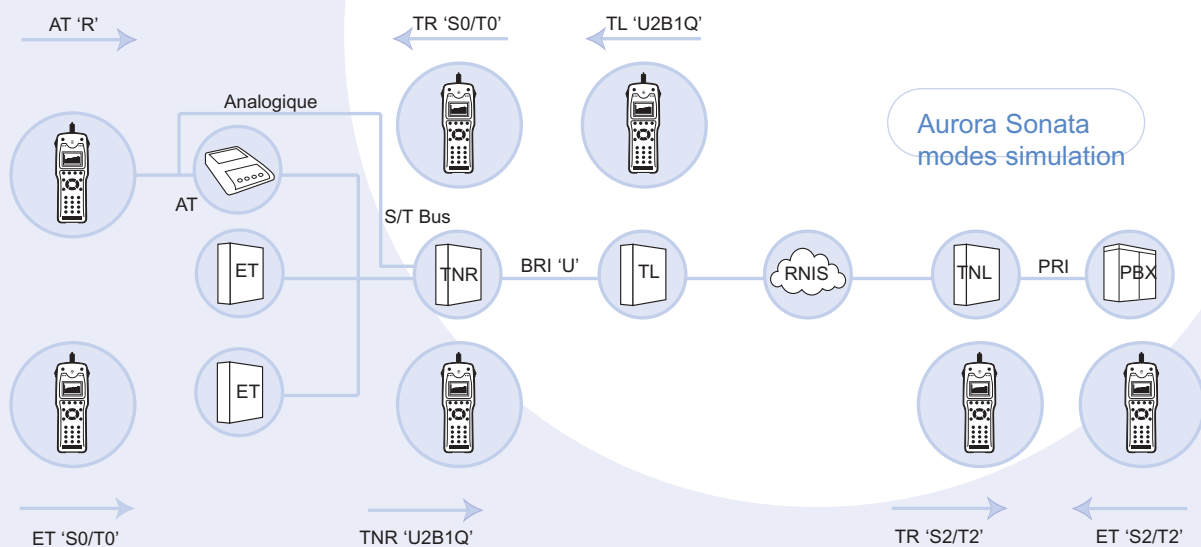 AT ‘R’
TR ‘S0/T0’
TL ‘U2B1Q’
Analogique
Aurora Sonata
modes simulation
AT
S/T Bus
ET
TNR
BRI ‘U’
TL
RNIS
TNL
PRI
PBX
ET
ET ‘S0/T0’
TNR ‘U2B1Q’
TR ‘S2/T2’
ET ‘S2/T2’